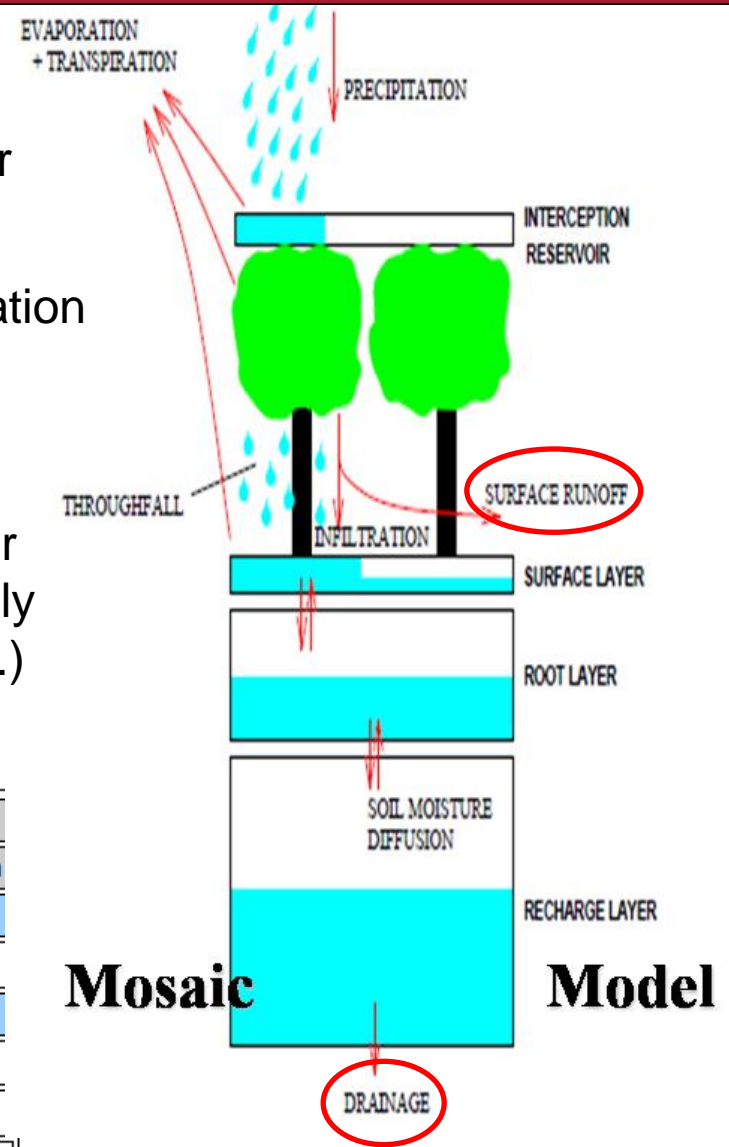 EVAPORATION
+ TRANSPIRATION
PRECIPITATION
INTERCEPTION
RESERVOIR
THROUGHFALL
SURFACE RUNOFF
INFILTRATION
SURFACE LAYER
ROOT LAYER
SOIL MOISTURE
DIFFUSION
RECHARGE LAYER
Mosaic Model
DRAINAGE